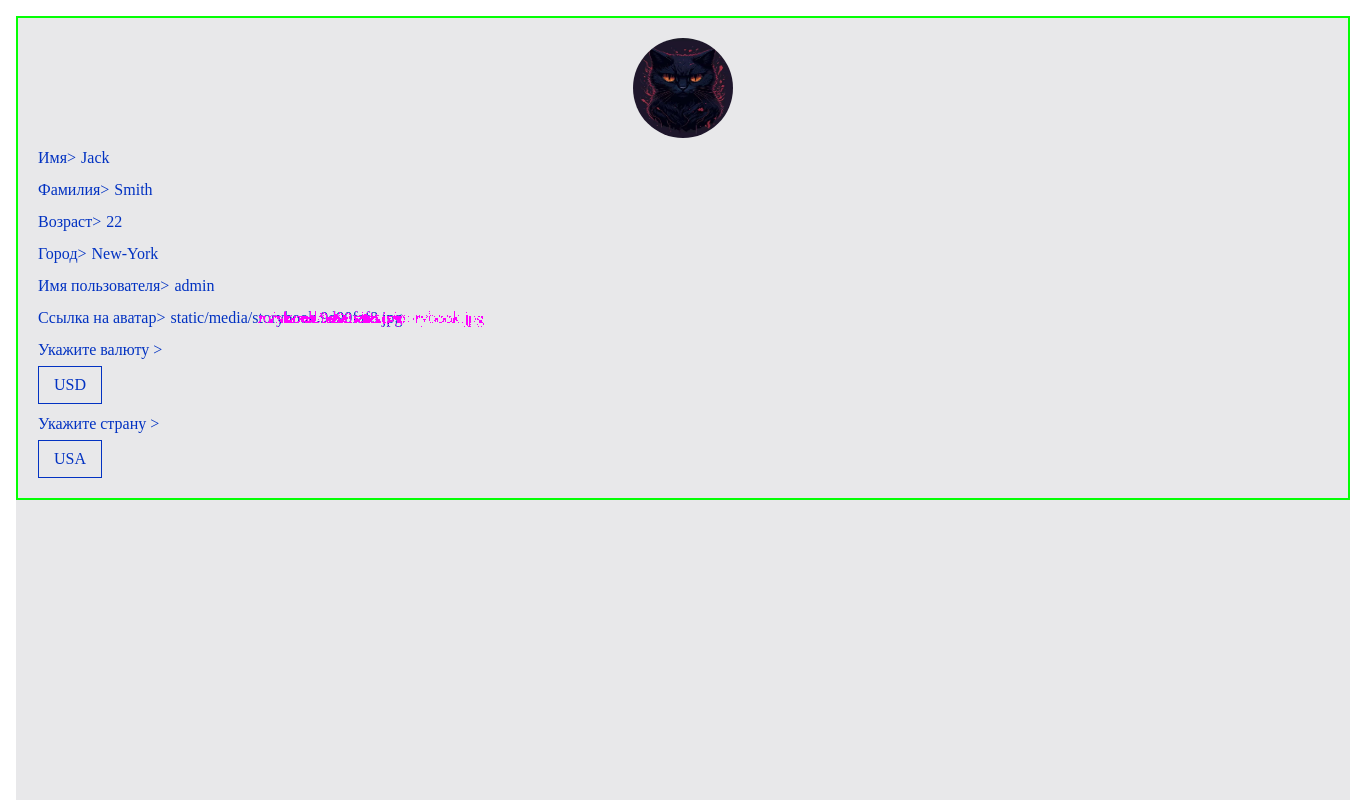 Имя> Jack
Фамилия> Smith
Возраст> 22
Город> New-York
Имя пользователя> admin
Ссылка на аватар> static/media/
Укажите валюту >
USD
Укажите страну >
USA